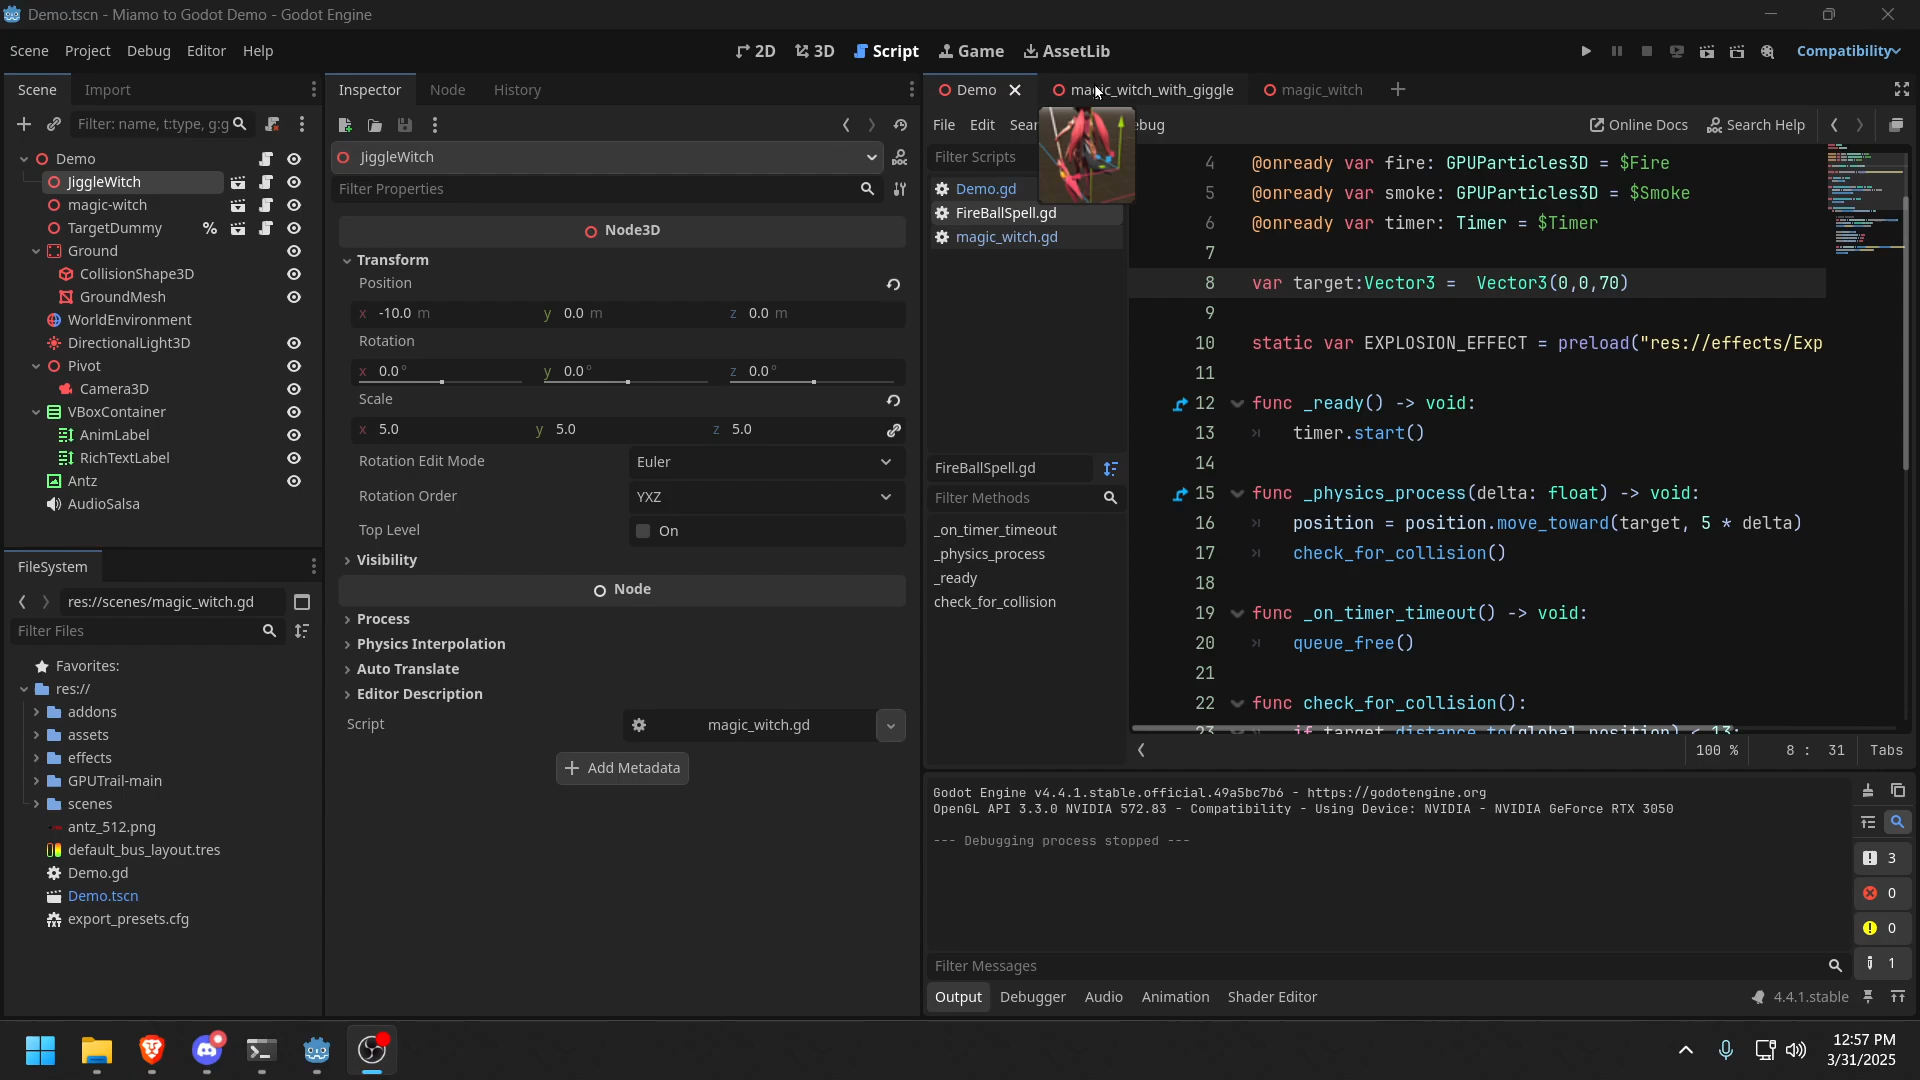 Demo.tscn - Miamo to Godot Demo - Godot Engine
Scene Project Debug Editor Help
2D 3D Script Game AssetLib
Compatibility
Scene Import
Filter: name, t:type, g:g
Demo
JiggleWitch
magic-witch
TargetDummy %
Ground
CollisionShape3D
GroundMesh
WorldEnvironment
DirectionalLight3D
Pivot
Camera3D
VBoxContainer
AnimLabel
RichTextLabel
Antz
AudioSalsa
FileSystem
res://scenes/magic_witch.gd
Filter Files
Favorites:
res://
addons
assets
effects
GPUTrail-main
scenes
antz_512.png
default_bus_layout.tres
Demo.gd
Demo.tscn
export_presets.cfg
Inspector Node History
JiggleWitch
Filter Properties
Node3D
Transform
Position
x -10.0 m y 0.0 m z 0.0 m
Rotation
x 0.0° y 0.0° z 0.0°
Scale
x 5.0 y 5.0 z 5.0
Rotation Edit Mode Euler
Rotation Order YXZ
Top Level On
Visibility
Node
Process
Physics Interpolation
Auto Translate
Editor Description
Script magic_witch.gd
Add Metadata
Demo magic_witch_with_giggle magic_witch
File Edit Sear bug Online Docs Search Help
Filter Scripts
Demo.gd
FireBallSpell.gd
magic_witch.gd
FireBallSpell.gd
Filter Methods
_on_timer_timeout
_physics_process
_ready
check_for_collision
4 @onready var fire: GPUParticles3D = $Fire
5 @onready var smoke: GPUParticles3D = $Smoke
6 @onready var timer: Timer = $Timer
7
8 var target:Vector3 =  Vector3(0,0,70)
9
10 static var EXPLOSION_EFFECT = preload("res://effects/Exp
11
12 func _ready() -> void:
13 timer.start()
14
15 func _physics_process(delta: float) -> void:
16 position = position.move_toward(target, 5 * delta)
17 check_for_collision()
18
19 func _on_timer_timeout() -> void:
20 queue_free()
21
22 func check_for_collision():
23 if target.distance_to(global_position) < 13:
100 % 8 : 31 Tabs
Godot Engine v4.4.1.stable.official.49a5bc7b6 - https://godotengine.org
OpenGL API 3.3.0 NVIDIA 572.83 - Compatibility - Using Device: NVIDIA - NVIDIA GeForce RTX 3050
--- Debugging process stopped ---
3
0
0
1
Filter Messages
Output Debugger Audio Animation Shader Editor 4.4.1.stable
12:57 PM
3/31/2025